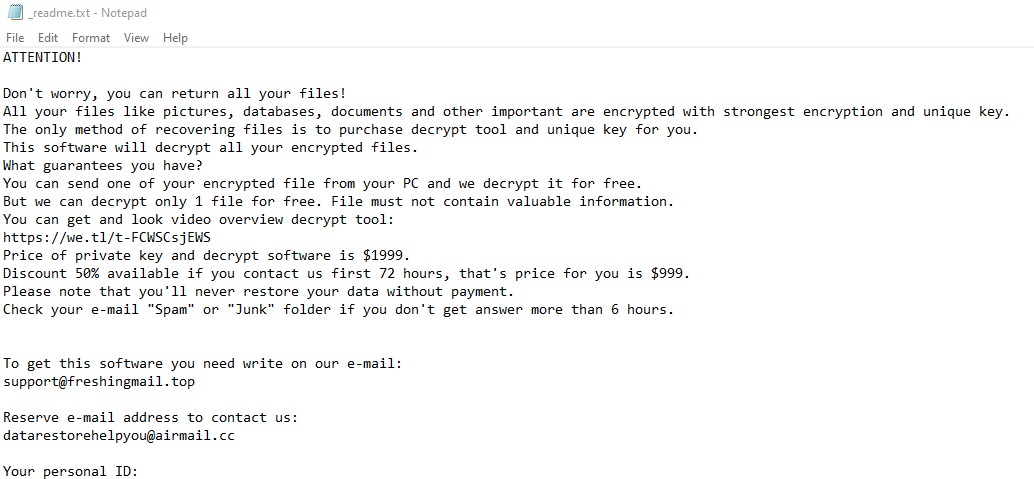 _readme.txt - Notepad
File Edit Format View Help
ATTENTION!
Don't worry, you can return all your files!
All your files like pictures, databases, documents and other important are encrypted with strongest encryption and unique key.
The only method of recovering files is to purchase decrypt tool and unique key for you.
This software will decrypt all your encrypted files.
What guarantees you have?
You can send one of your encrypted file from your PC and we decrypt it for free.
But we can decrypt only 1 file for free. File must not contain valuable information.
You can get and look video overview decrypt tool:
https://we.tl/t-FCWSCsjEWS
Price of private key and decrypt software is $1999.
Discount 50% available if you contact us first 72 hours, that's price for you is $999.
Please note that you'll never restore your data without payment.
Check your e-mail "Spam" or "Junk" folder if you don't get answer more than 6 hours.
To get this software you need write on our e-mail:
support@freshingmail.top
Reserve e-mail address to contact us:
datarestorehelpyou@airmail.cc
Your personal ID: